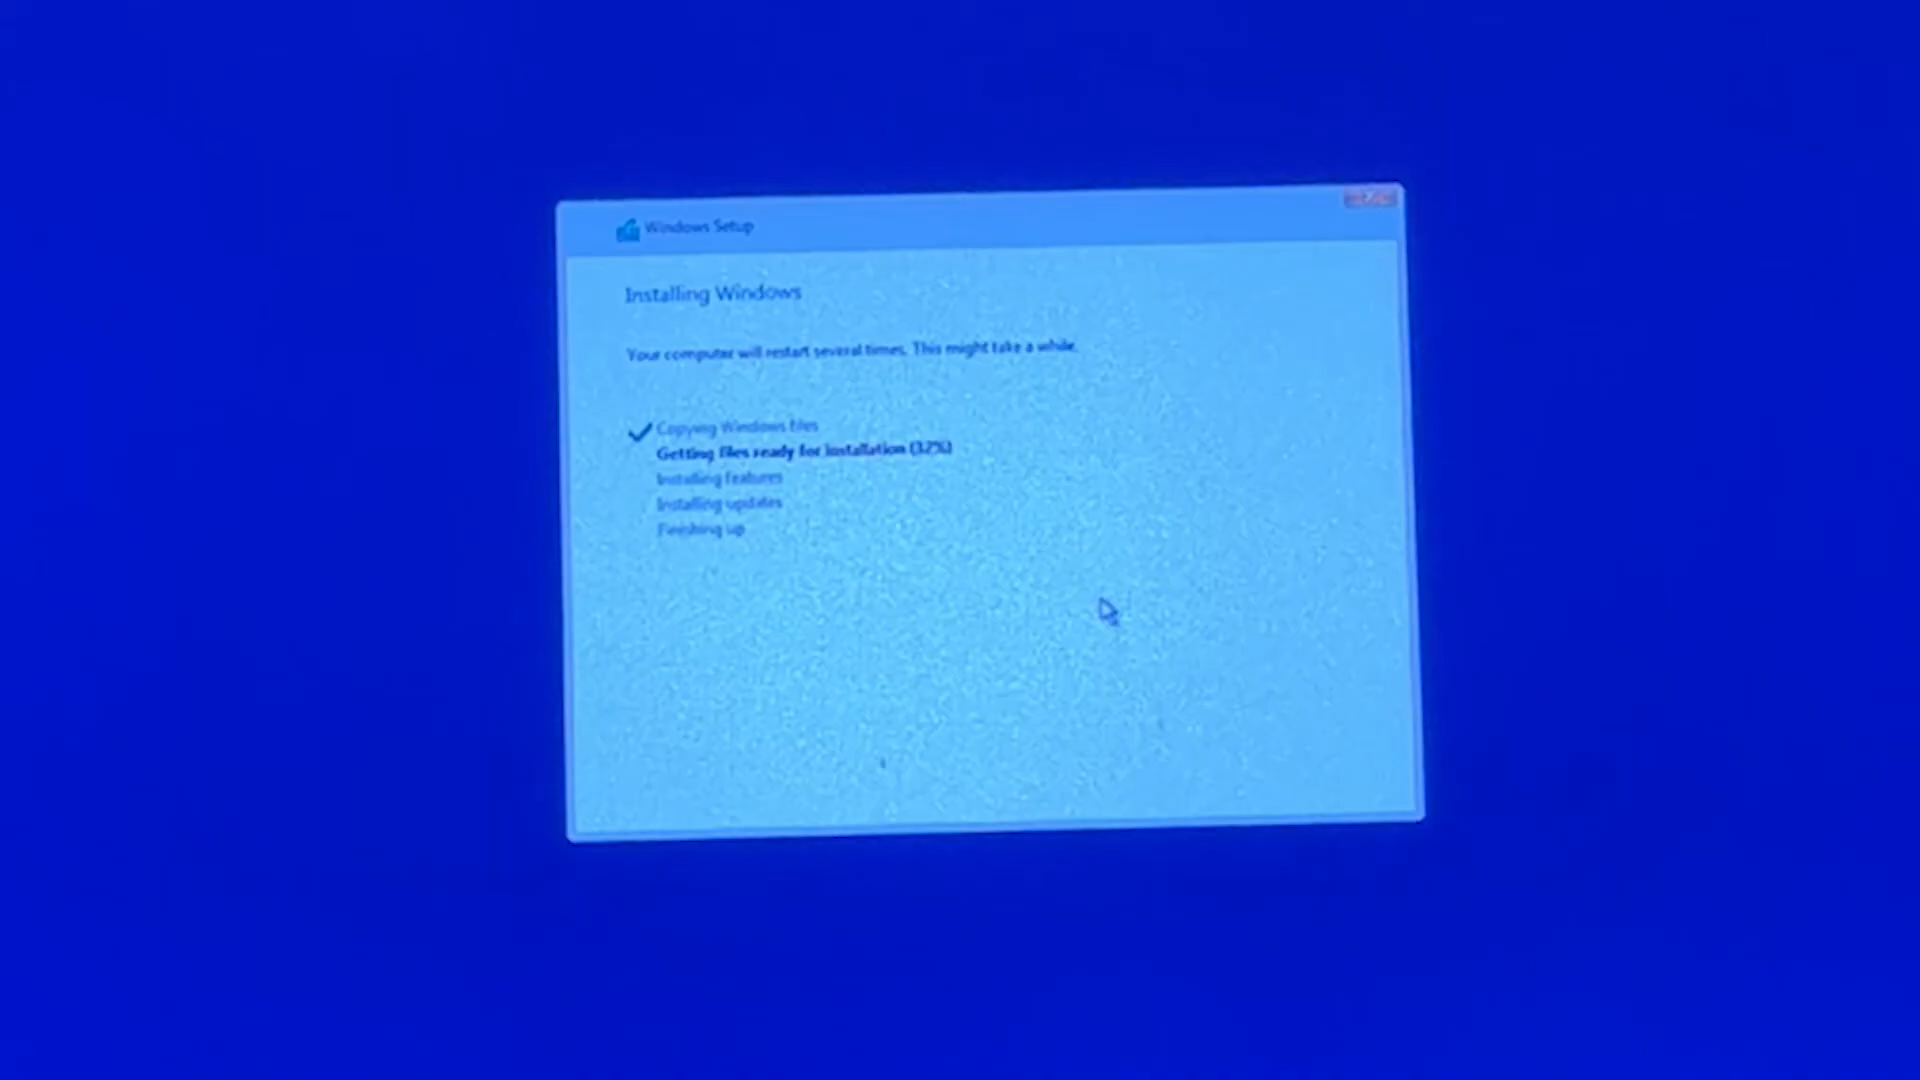 Windows Setup
Installing Windows
Your computer will restart several times. This might take a while.
Copying Windows files
Getting files ready for installation (32%)
Installing features
Installing updates
Finishing up